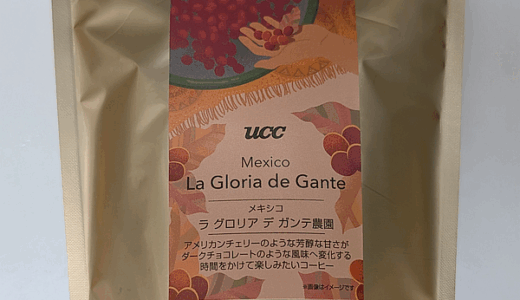 ucc
Mexico
La Gloria de Gante
メキシコ
ラ グロリア デ ガンテ農園
アメリカンチェリーのような芳醇な甘さが
ダークチョコレートのような風味へ変化する
時間をかけて楽しみたいコーヒー
※画像はイメージです